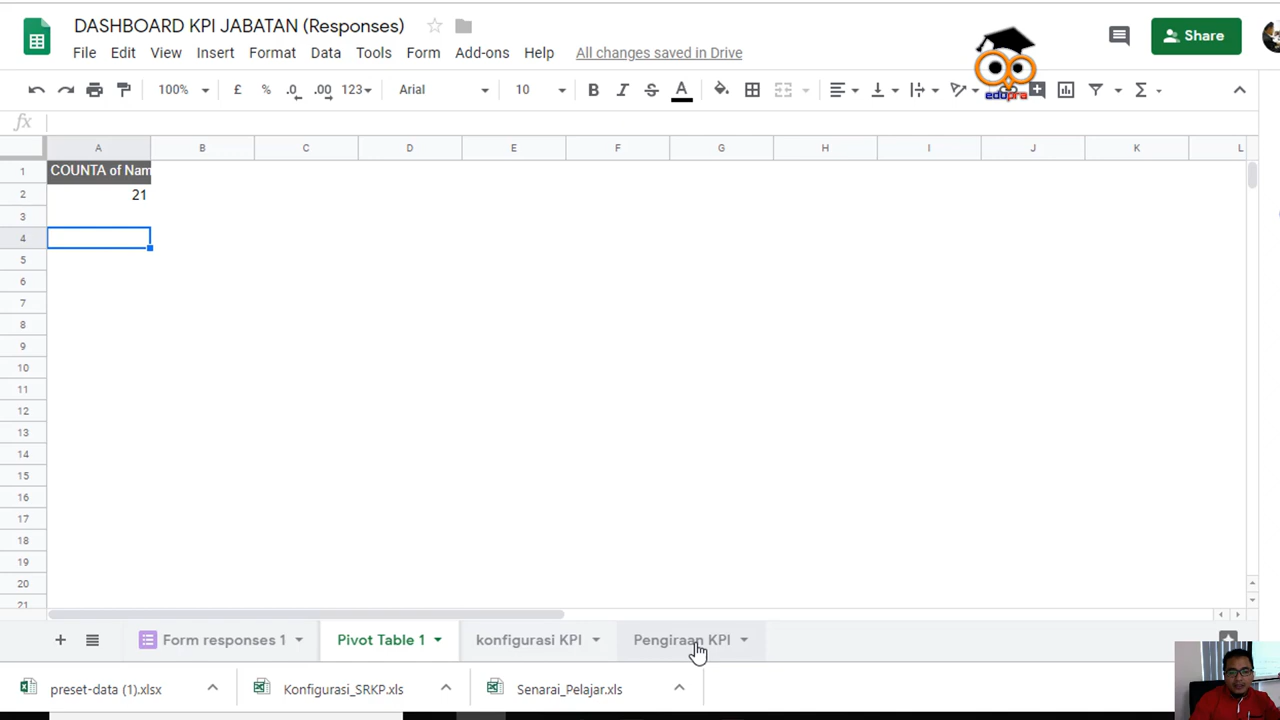 DASHBOARD KPI JABATAN (Responses)
File Edit View Insert Format Data Tools Form Add-ons Help All changes saved in Drive
Share
edopra
100% £ % .0 .00 123 Arial 10 B I S A Σ
fx
A B C D E F G H I J K L
1 COUNTA of Nam
2 21
3
4
5
6
7
8
9
10
11
12
13
14
15
16
17
18
19
20
21
+ Form responses 1 Pivot Table 1 konfigurasi KPI Pengiraan KPI
preset-data (1).xlsx Konfigurasi_SRKP.xls Senarai_Pelajar.xls